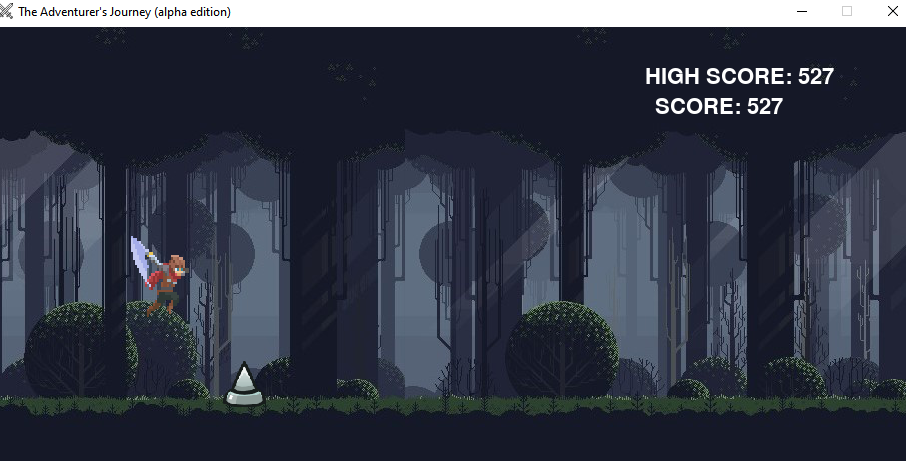 The Adventurer's Journey (alpha edition)
HIGH SCORE: 527
SCORE: 527